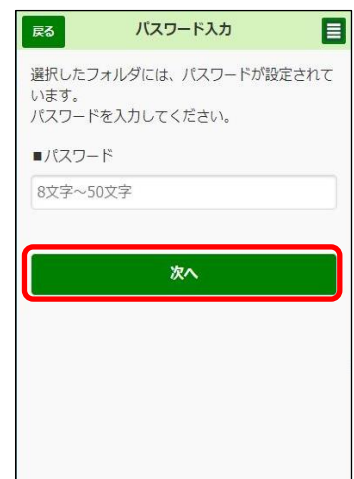 戻る パスワード入力
選択したフォルダには、パスワードが設定されて
います。
パスワードを入力してください。
■パスワード
8文字～50文字
次へ